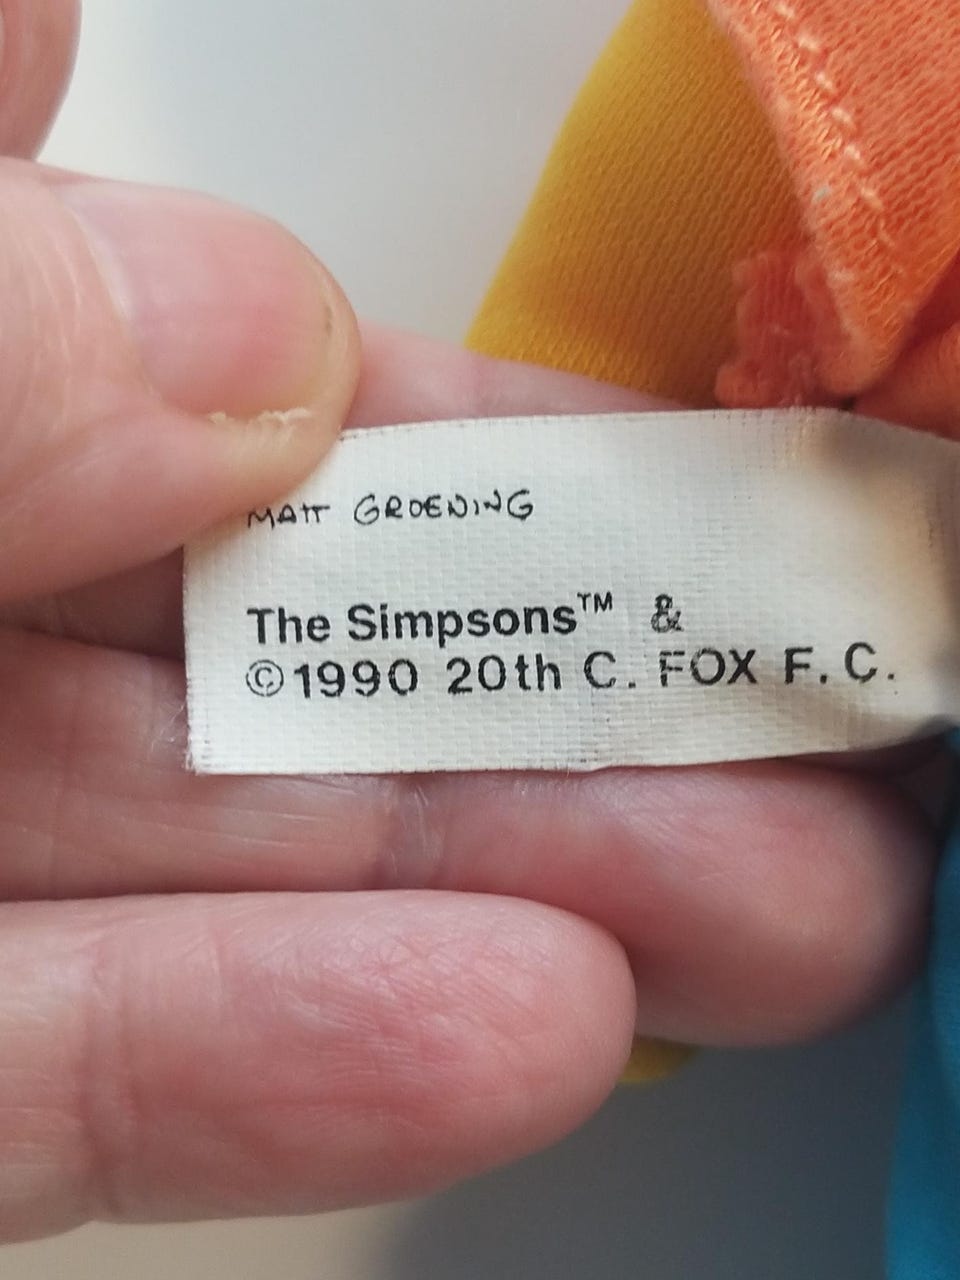 MATT GROENING
The Simpsons™ &
©1990 20th C. FOX F. C.